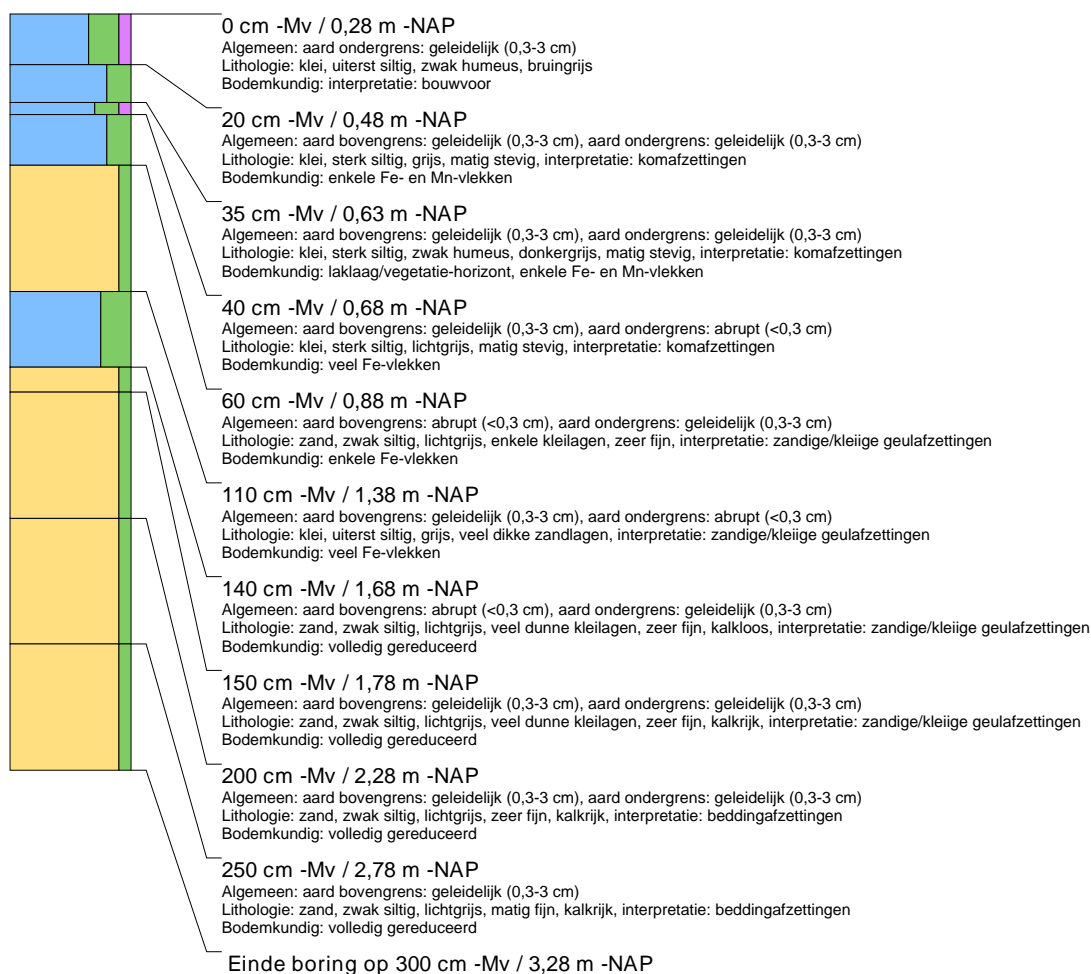 0 cm -Mv / 0,28 m -NAP
Algemeen: aard ondergrens: geleidelijk (0,3-3 cm)
Lithologie: klei, uiterst siltig, zwak humeus, bruingrijs
Bodemkundig: interpretatie: bouwvoor
20 cm -Mv / 0,48 m -NAP
Algemeen: aard bovengrens: geleidelijk (0,3-3 cm), aard ondergrens: geleidelijk (0,3-3 cm)
Lithologie: klei, sterk siltig, grijs, matig stevig, interpretatie: komafzettingen
Bodemkundig: enkele Fe- en Mn-vlekken
35 cm -Mv / 0,63 m -NAP
Algemeen: aard bovengrens: geleidelijk (0,3-3 cm), aard ondergrens: geleidelijk (0,3-3 cm)
Lithologie: klei, sterk siltig, zwak humeus, donkergrijs, matig stevig, interpretatie: komafzettingen
Bodemkundig: laklaag/vegetatie-horizont, enkele Fe- en Mn-vlekken
40 cm -Mv / 0,68 m -NAP
Algemeen: aard bovengrens: geleidelijk (0,3-3 cm), aard ondergrens: abrupt (<0,3 cm)
Lithologie: klei, sterk siltig, lichtgrijs, matig stevig, interpretatie: komafzettingen
Bodemkundig: veel Fe-vlekken
60 cm -Mv / 0,88 m -NAP
Algemeen: aard bovengrens: abrupt (<0,3 cm), aard ondergrens: geleidelijk (0,3-3 cm)
Lithologie: zand, zwak siltig, lichtgrijs, enkele kleilagen, zeer fijn, interpretatie: zandige/kleiige geulafzettingen
Bodemkundig: enkele Fe-vlekken
110 cm -Mv / 1,38 m -NAP
Algemeen: aard bovengrens: geleidelijk (0,3-3 cm), aard ondergrens: abrupt (<0,3 cm)
Lithologie: klei, uiterst siltig, grijs, veel dikke zandlagen, interpretatie: zandige/kleiige geulafzettingen
Bodemkundig: veel Fe-vlekken
140 cm -Mv / 1,68 m -NAP
Algemeen: aard bovengrens: abrupt (<0,3 cm), aard ondergrens: geleidelijk (0,3-3 cm)
Lithologie: zand, zwak siltig, lichtgrijs, veel dunne kleilagen, zeer fijn, kalkloos, interpretatie: zandige/kleiige geulafzettingen
Bodemkundig: volledig gereduceerd
150 cm -Mv / 1,78 m -NAP
Algemeen: aard bovengrens: geleidelijk (0,3-3 cm), aard ondergrens: geleidelijk (0,3-3 cm)
Lithologie: zand, zwak siltig, lichtgrijs, veel dunne kleilagen, zeer fijn, kalkrijk, interpretatie: zandige/kleiige geulafzettingen
Bodemkundig: volledig gereduceerd
200 cm -Mv / 2,28 m -NAP
Algemeen: aard bovengrens: geleidelijk (0,3-3 cm), aard ondergrens: geleidelijk (0,3-3 cm)
Lithologie: zand, zwak siltig, lichtgrijs, zeer fijn, kalkrijk, interpretatie: beddingafzettingen
Bodemkundig: volledig gereduceerd
250 cm -Mv / 2,78 m -NAP
Algemeen: aard bovengrens: geleidelijk (0,3-3 cm)
Lithologie: zand, zwak siltig, lichtgrijs, matig fijn, kalkrijk, interpretatie: beddingafzettingen
Bodemkundig: volledig gereduceerd
Einde boring op 300 cm -Mv / 3,28 m -NAP